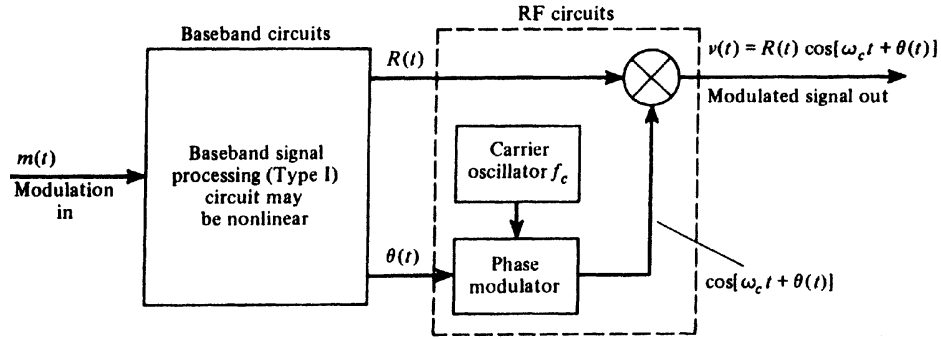 RF circuits
Baseband circuits
R(t)
ν(t) = R(t) cos[ω_c t + θ(t)]
Modulated signal out
m(t)
Modulation
in
Baseband signal
processing (Type I)
circuit may
be nonlinear
Carrier
oscillator f_c
θ(t)
Phase
modulator
cos[ω_c t + θ(t)]